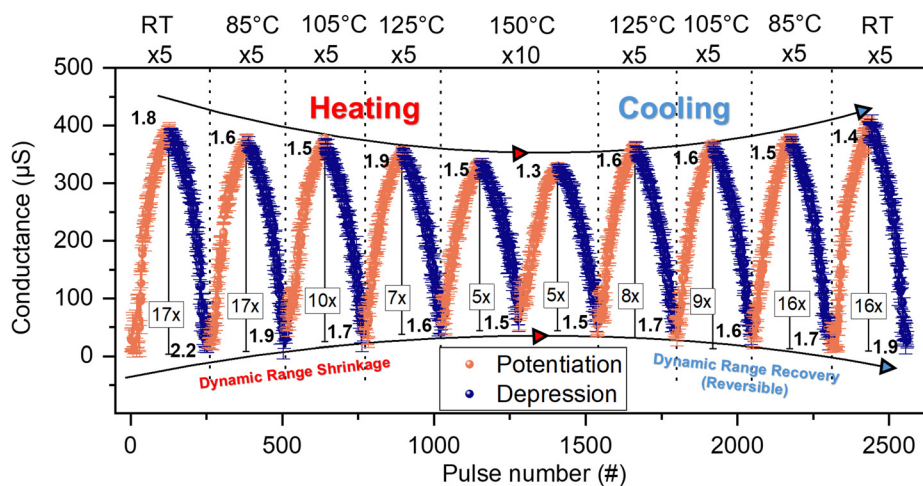 RT 85°C 105°C 125°C 150°C 125°C 105°C 85°C RT
x5 x5 x5 x5 x10 x5 x5 x5 x5
500
400
300
200
100
0
Conductance (µS)
Heating Cooling
1.8 1.6 1.5 1.9 1.5 1.3 1.6 1.6 1.5 1.4
17x 17x 10x 7x 5x 5x 8x 9x 16x 16x
2.2 1.9 1.7 1.6 1.5 1.5 1.7 1.6 1.7 1.9
Dynamic Range Shrinkage
Dynamic Range Recovery
(Reversible)
Potentiation
Depression
0 500 1000 1500 2000 2500
Pulse number (#)